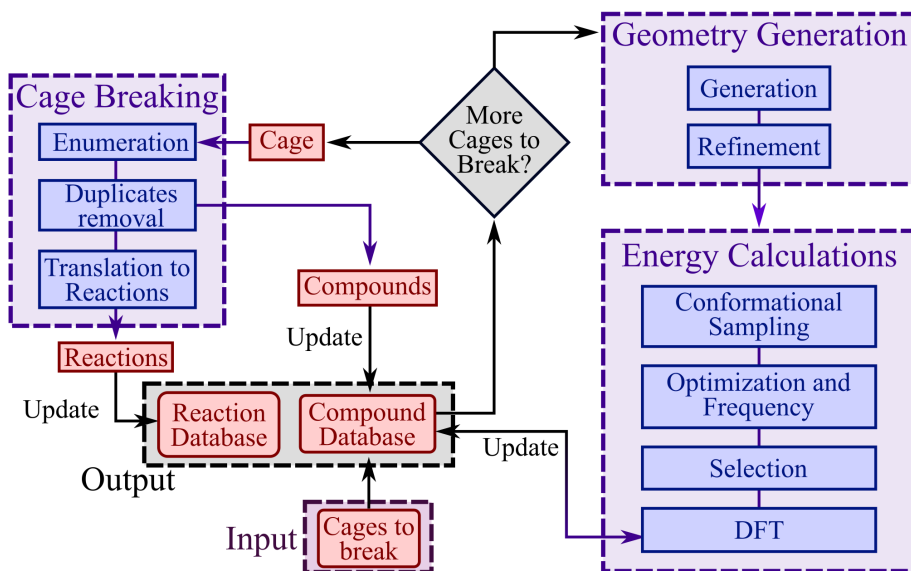 Geometry Generation
Generation
Refinement
More
Cages to
Break?
Cage Breaking
Enumeration
Cage
Duplicates
removal
Translation to
Reactions
Compounds
Update
Reactions
Update
Reaction
Database
Compound
Database
Output
Update
Input
Cages to
break
Energy Calculations
Conformational
Sampling
Optimization and
Frequency
Selection
DFT